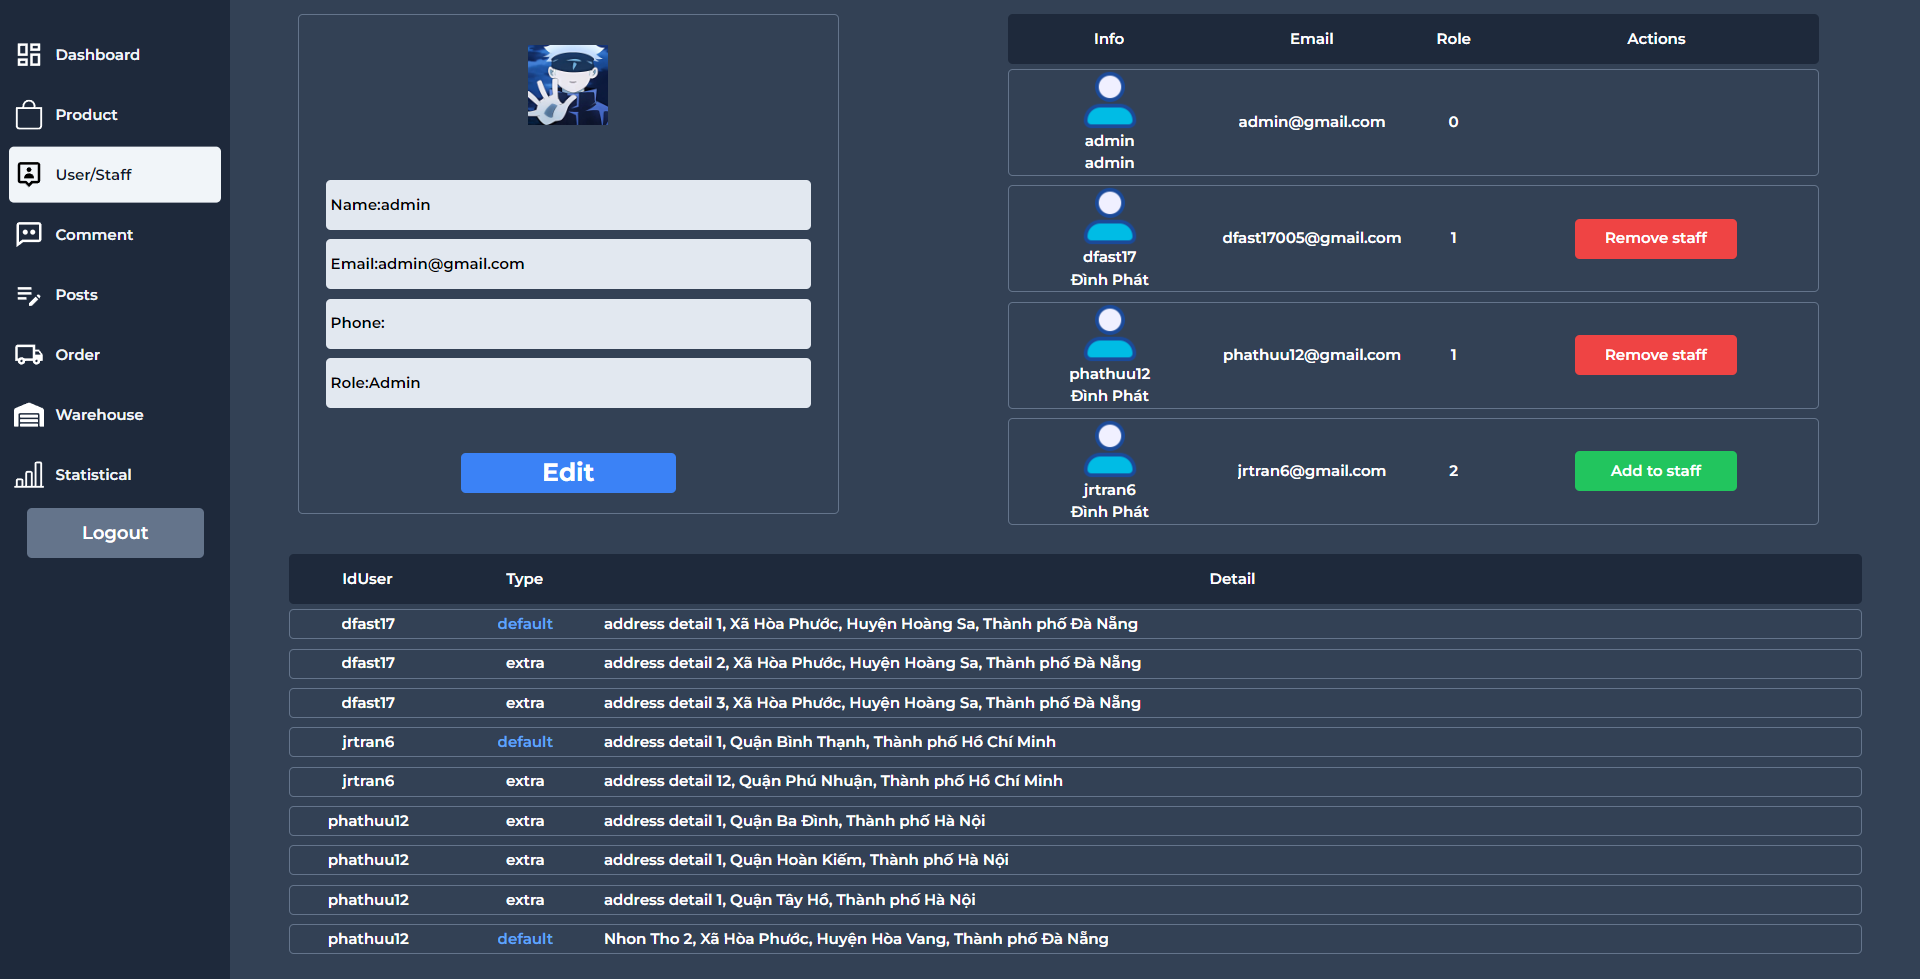 Dashboard
Product
User/Staff
Comment
Posts
Order
Warehouse
Statistical
Logout
Name:admin
Email:admin@gmail.com
Phone:
Role:Admin
Edit
Info Email Role Actions
admin
admin
admin@gmail.com 0
dfast17
Đình Phát
dfast17005@gmail.com 1 Remove staff
phathuu12
Đình Phát
phathuu12@gmail.com 1 Remove staff
jrtran6
Đình Phát
jrtran6@gmail.com 2 Add to staff
IdUser Type Detail
dfast17 default address detail 1, Xã Hòa Phước, Huyện Hoàng Sa, Thành phố Đà Nẵng
dfast17 extra address detail 2, Xã Hòa Phước, Huyện Hoàng Sa, Thành phố Đà Nẵng
dfast17 extra address detail 3, Xã Hòa Phước, Huyện Hoàng Sa, Thành phố Đà Nẵng
jrtran6 default address detail 1, Quận Bình Thạnh, Thành phố Hồ Chí Minh
jrtran6 extra address detail 12, Quận Phú Nhuận, Thành phố Hồ Chí Minh
phathuu12 extra address detail 1, Quận Ba Đình, Thành phố Hà Nội
phathuu12 extra address detail 1, Quận Hoàn Kiếm, Thành phố Hà Nội
phathuu12 extra address detail 1, Quận Tây Hồ, Thành phố Hà Nội
phathuu12 default Nhon Tho 2, Xã Hòa Phước, Huyện Hòa Vang, Thành phố Đà Nẵng